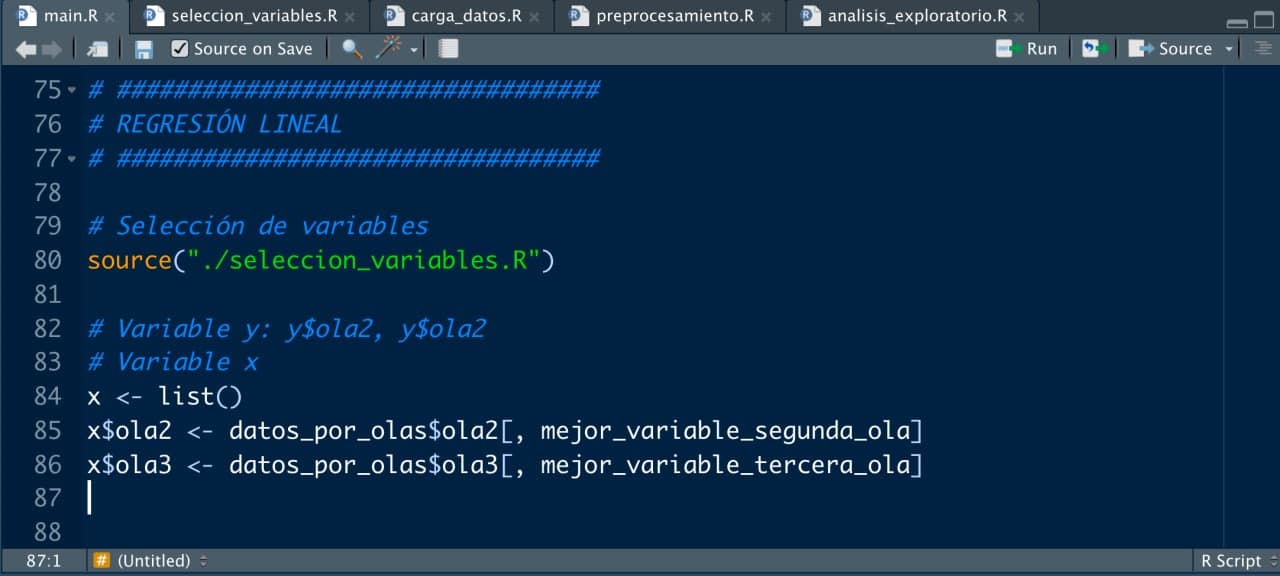 main.R × seleccion_variables.R × carga_datos.R × preprocesamiento.R × analisis_exploratorio.R ×
Source on Save Run Source
75 # ##################################
76 # REGRESIÓN LINEAL
77 # ##################################
78
79 # Selección de variables
80 source("./seleccion_variables.R")
81
82 # Variable y: y$ola2, y$ola2
83 # Variable x
84 x <- list()
85 x$ola2 <- datos_por_olas$ola2[, mejor_variable_segunda_ola]
86 x$ola3 <- datos_por_olas$ola3[, mejor_variable_tercera_ola]
87
88
87:1 # (Untitled) R Script